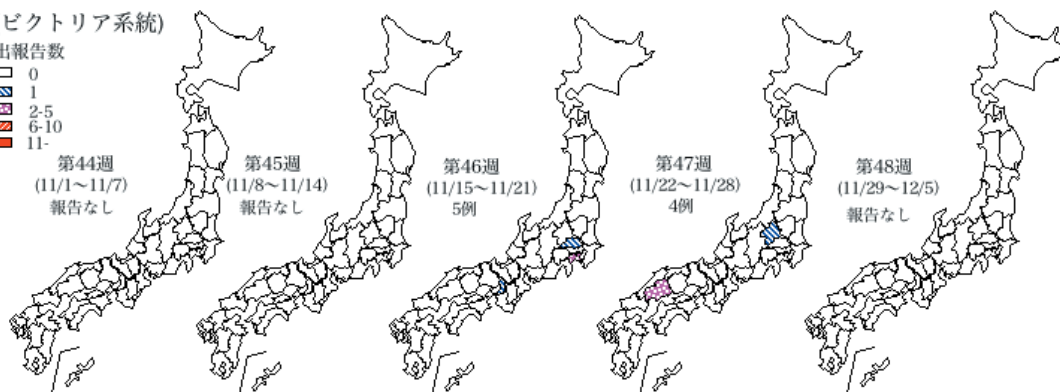 ビクトリア系統)
出報告数
0
1
2-5
6-10
11-
第44週
(11/1～11/7)
報告なし
第45週
(11/8～11/14)
報告なし
第46週
(11/15～11/21)
5例
第47週
(11/22～11/28)
4例
第48週
(11/29～12/5)
報告なし